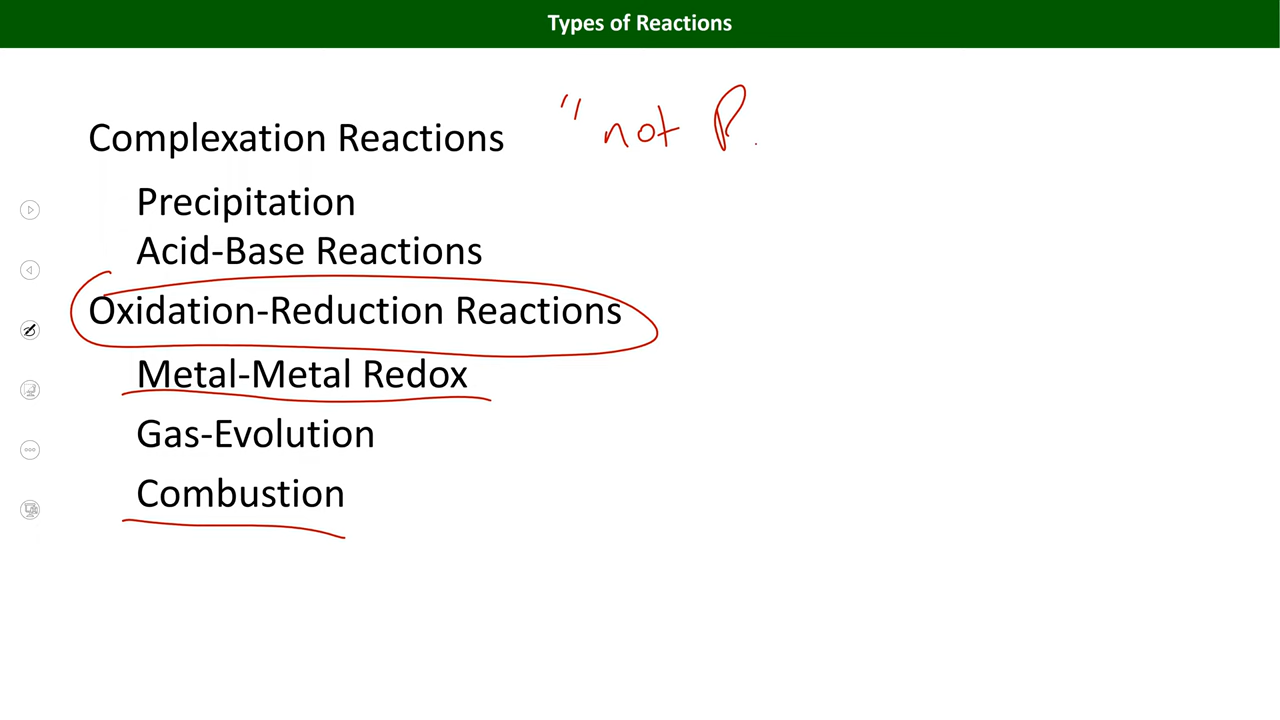 Types of Reactions
Complexation Reactions
" not P
Precipitation
Acid-Base Reactions
Oxidation-Reduction Reactions
Metal-Metal Redox
Gas-Evolution
Combustion